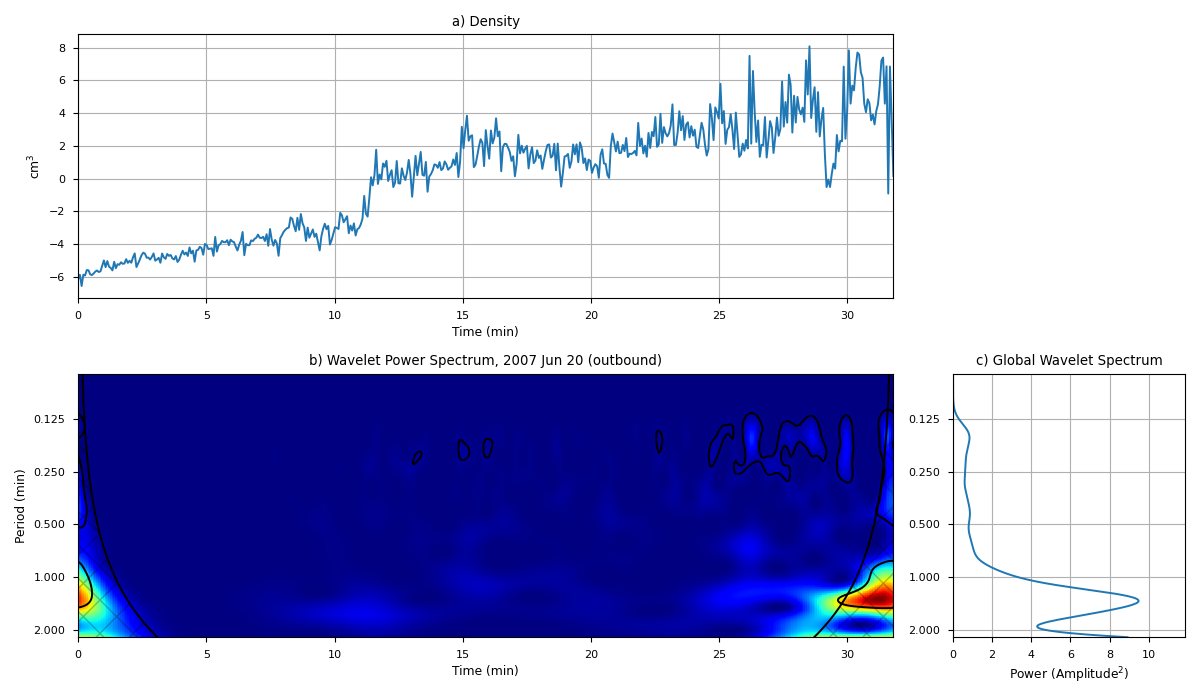 a) Density
8
6
4
2
0
−2
−4
−6
cm³
0 5 10 15 20 25 30
Time (min)
b) Wavelet Power Spectrum, 2007 Jun 20 (outbound)
0.125
0.250
0.500
1.000
2.000
Period (min)
0 5 10 15 20 25 30
Time (min)
c) Global Wavelet Spectrum
0.125
0.250
0.500
1.000
2.000
0 2 4 6 8 10
Power (Amplitude²)